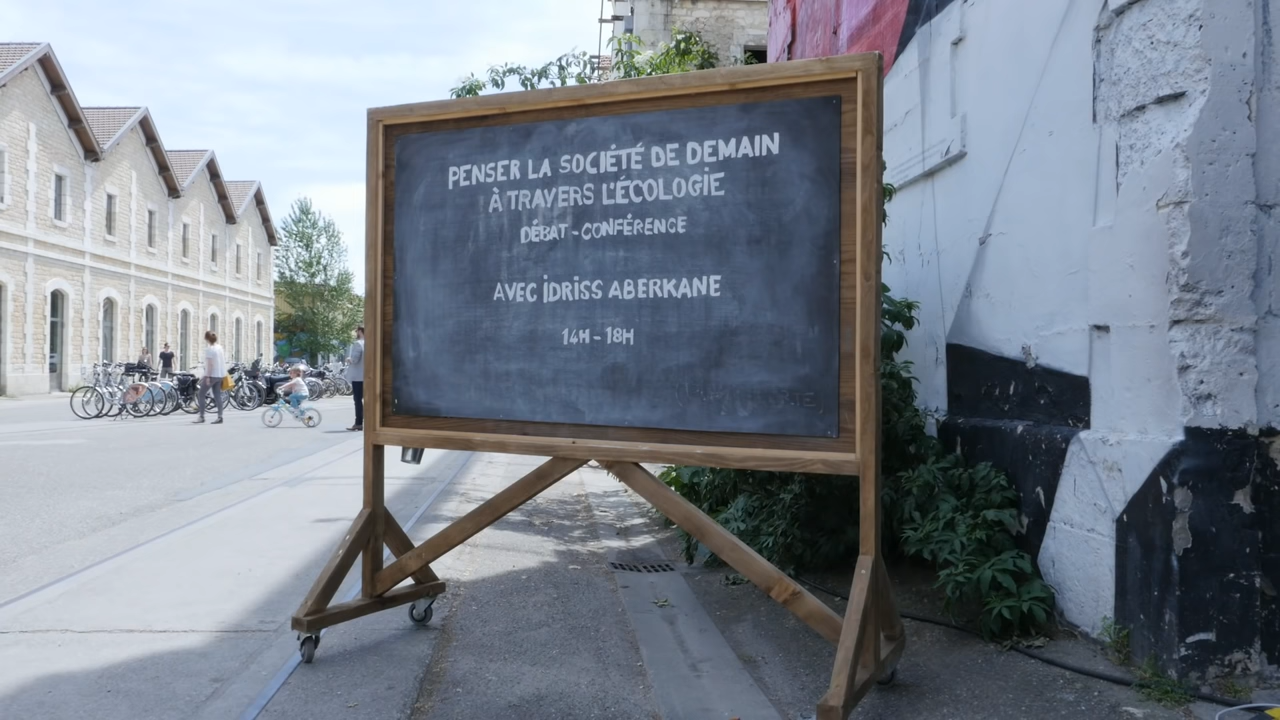 PENSER LA SOCIÉTÉ DE DEMAIN
À TRAVERS L'ÉCOLOGIE
DÉBAT - CONFÉRENCE
AVEC IDRISS ABERKANE
14H - 18H